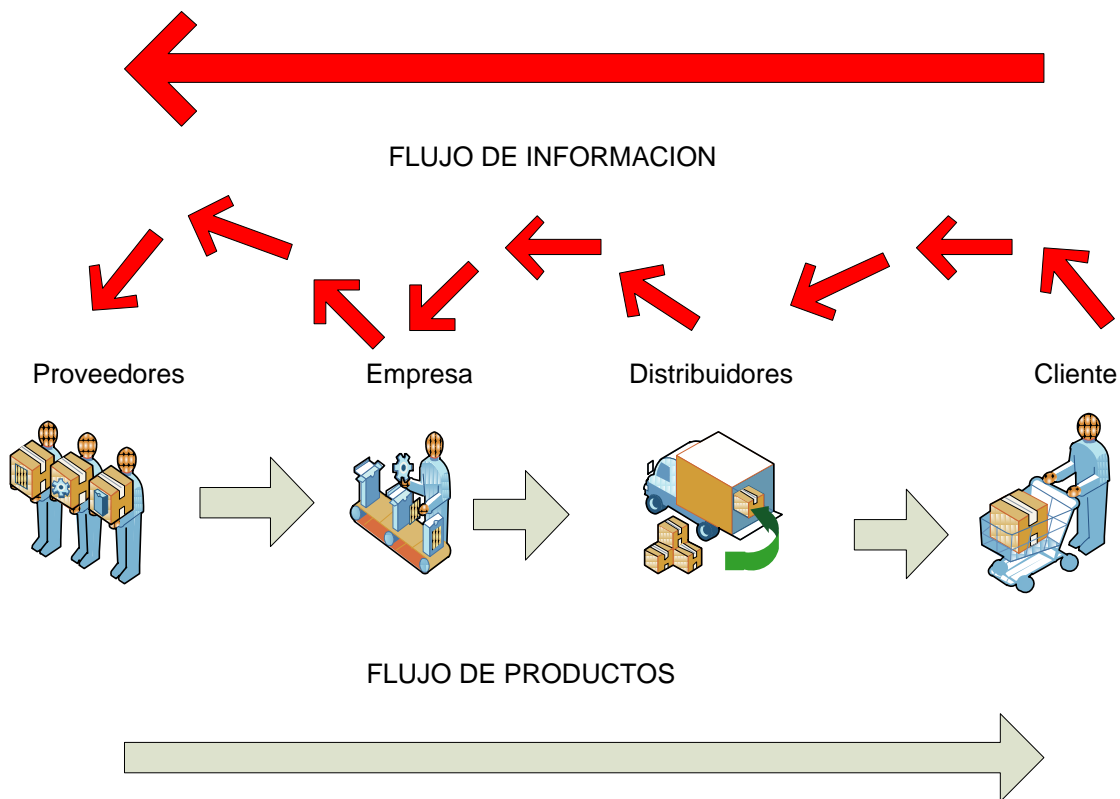 FLUJO DE INFORMACION
Proveedores
Empresa
Distribuidores
Cliente
FLUJO DE PRODUCTOS